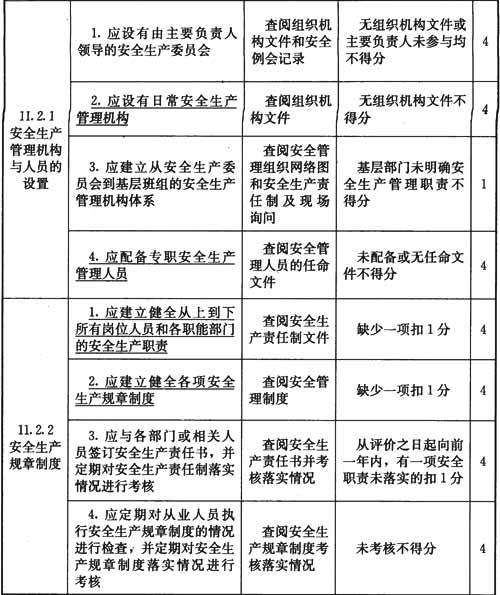 II.2.1
安全生产
管理机构
与人员的
设置
1. 应设有由主要负责人
领导的安全生产委员会
查阅组织机
构文件和安全
例会记录
无组织机构文件或
主要负责人未参与均
不得分
4
2. 应设有日常安全生产
管理机构
查阅组织机
构文件
无组织机构文件不
得分
4
3. 应建立从安全生产委
员会到基层班组的安全生产
管理机构体系
查阅安全管
理组织网络图
和安全生产责
任制及现场
询问
基层部门未明确安
全生产管理职责不
得分
1
4. 应配备专职安全生产
管理人员
查阅安全管
理人员的任命
文件
未配备或无任命文
件不得分
4
II.2.2
安全生产
规章制度
1. 应建立健全从上到下
所有岗位人员和各职能部门
的安全生产职责
查阅安全生
产责任制文件
缺少一项扣1分
4
2. 应建立健全各项安全
生产规章制度
查阅安全管
理制度
缺少一项扣1分
4
3. 应与各部门或相关人
员签订安全生产责任书，并
定期对安全生产责任制落实
情况进行考核
查阅安全生
产责任书并考
核落实情况
从评价之日起向前
一年内，有一项安全
职责未落实的扣1分
4
4. 应定期对从业人员执
行安全生产规章制度的情况
进行检查，并定期对安全生
产规章制度落实情况进行
考核
查阅安全生
产规章制度考
核落实情况
未考核不得分
4